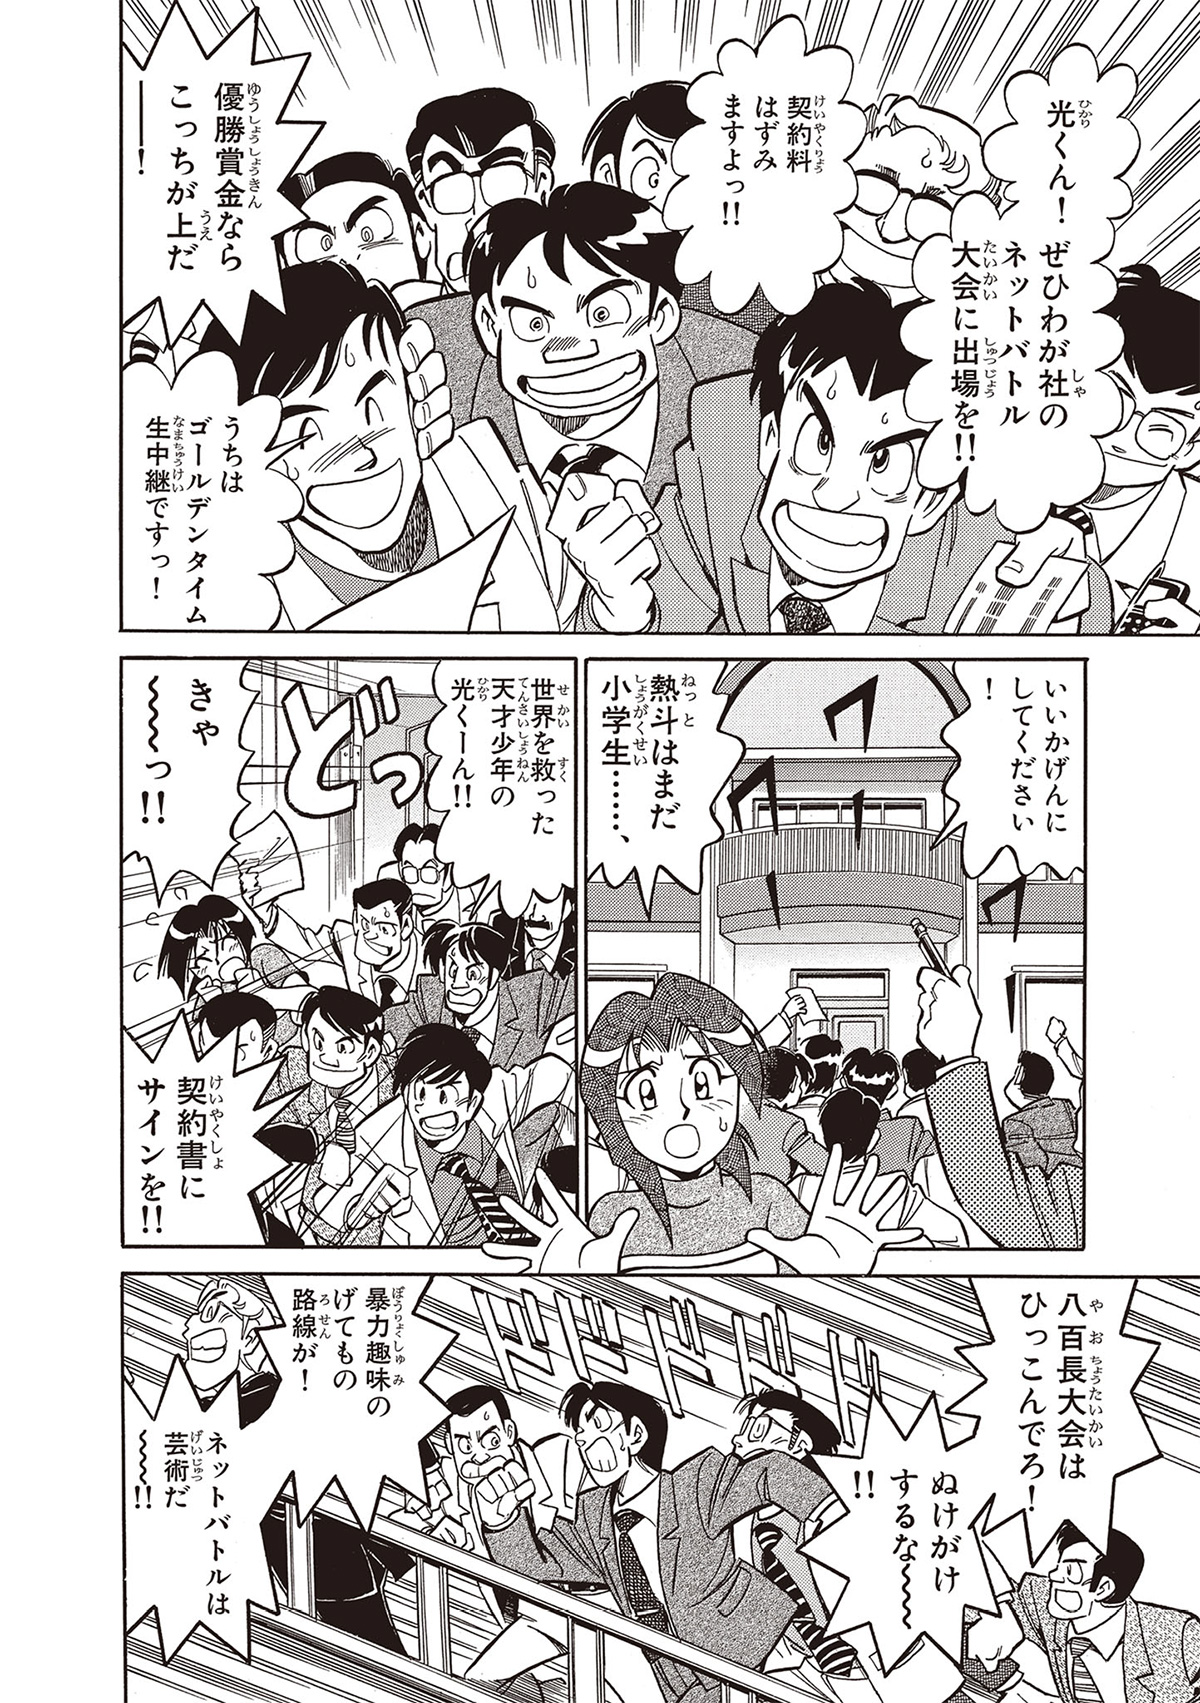 光くん！ぜひわが社の
ネットバトル
大会に出場を!!
契約料
はずみ
ますよっ!!
優勝賞金なら
こっちが上だ
――！
うちは
ゴールデンタイム
生中継ですっ！
いいかげんに
してください
！
熱斗はまだ
小学生……、
世界を救った
天才少年の
光くーん!!
どどっ
きゃ
〜〜っ!!
契約書に
サインを!!
八百長大会は
ひっこんでろ！
ぬけがけ
するな〜〜
!!
ドドドドド
暴力趣味の
げてもの
路線が！
ネットバトルは
芸術だ
〜〜!!